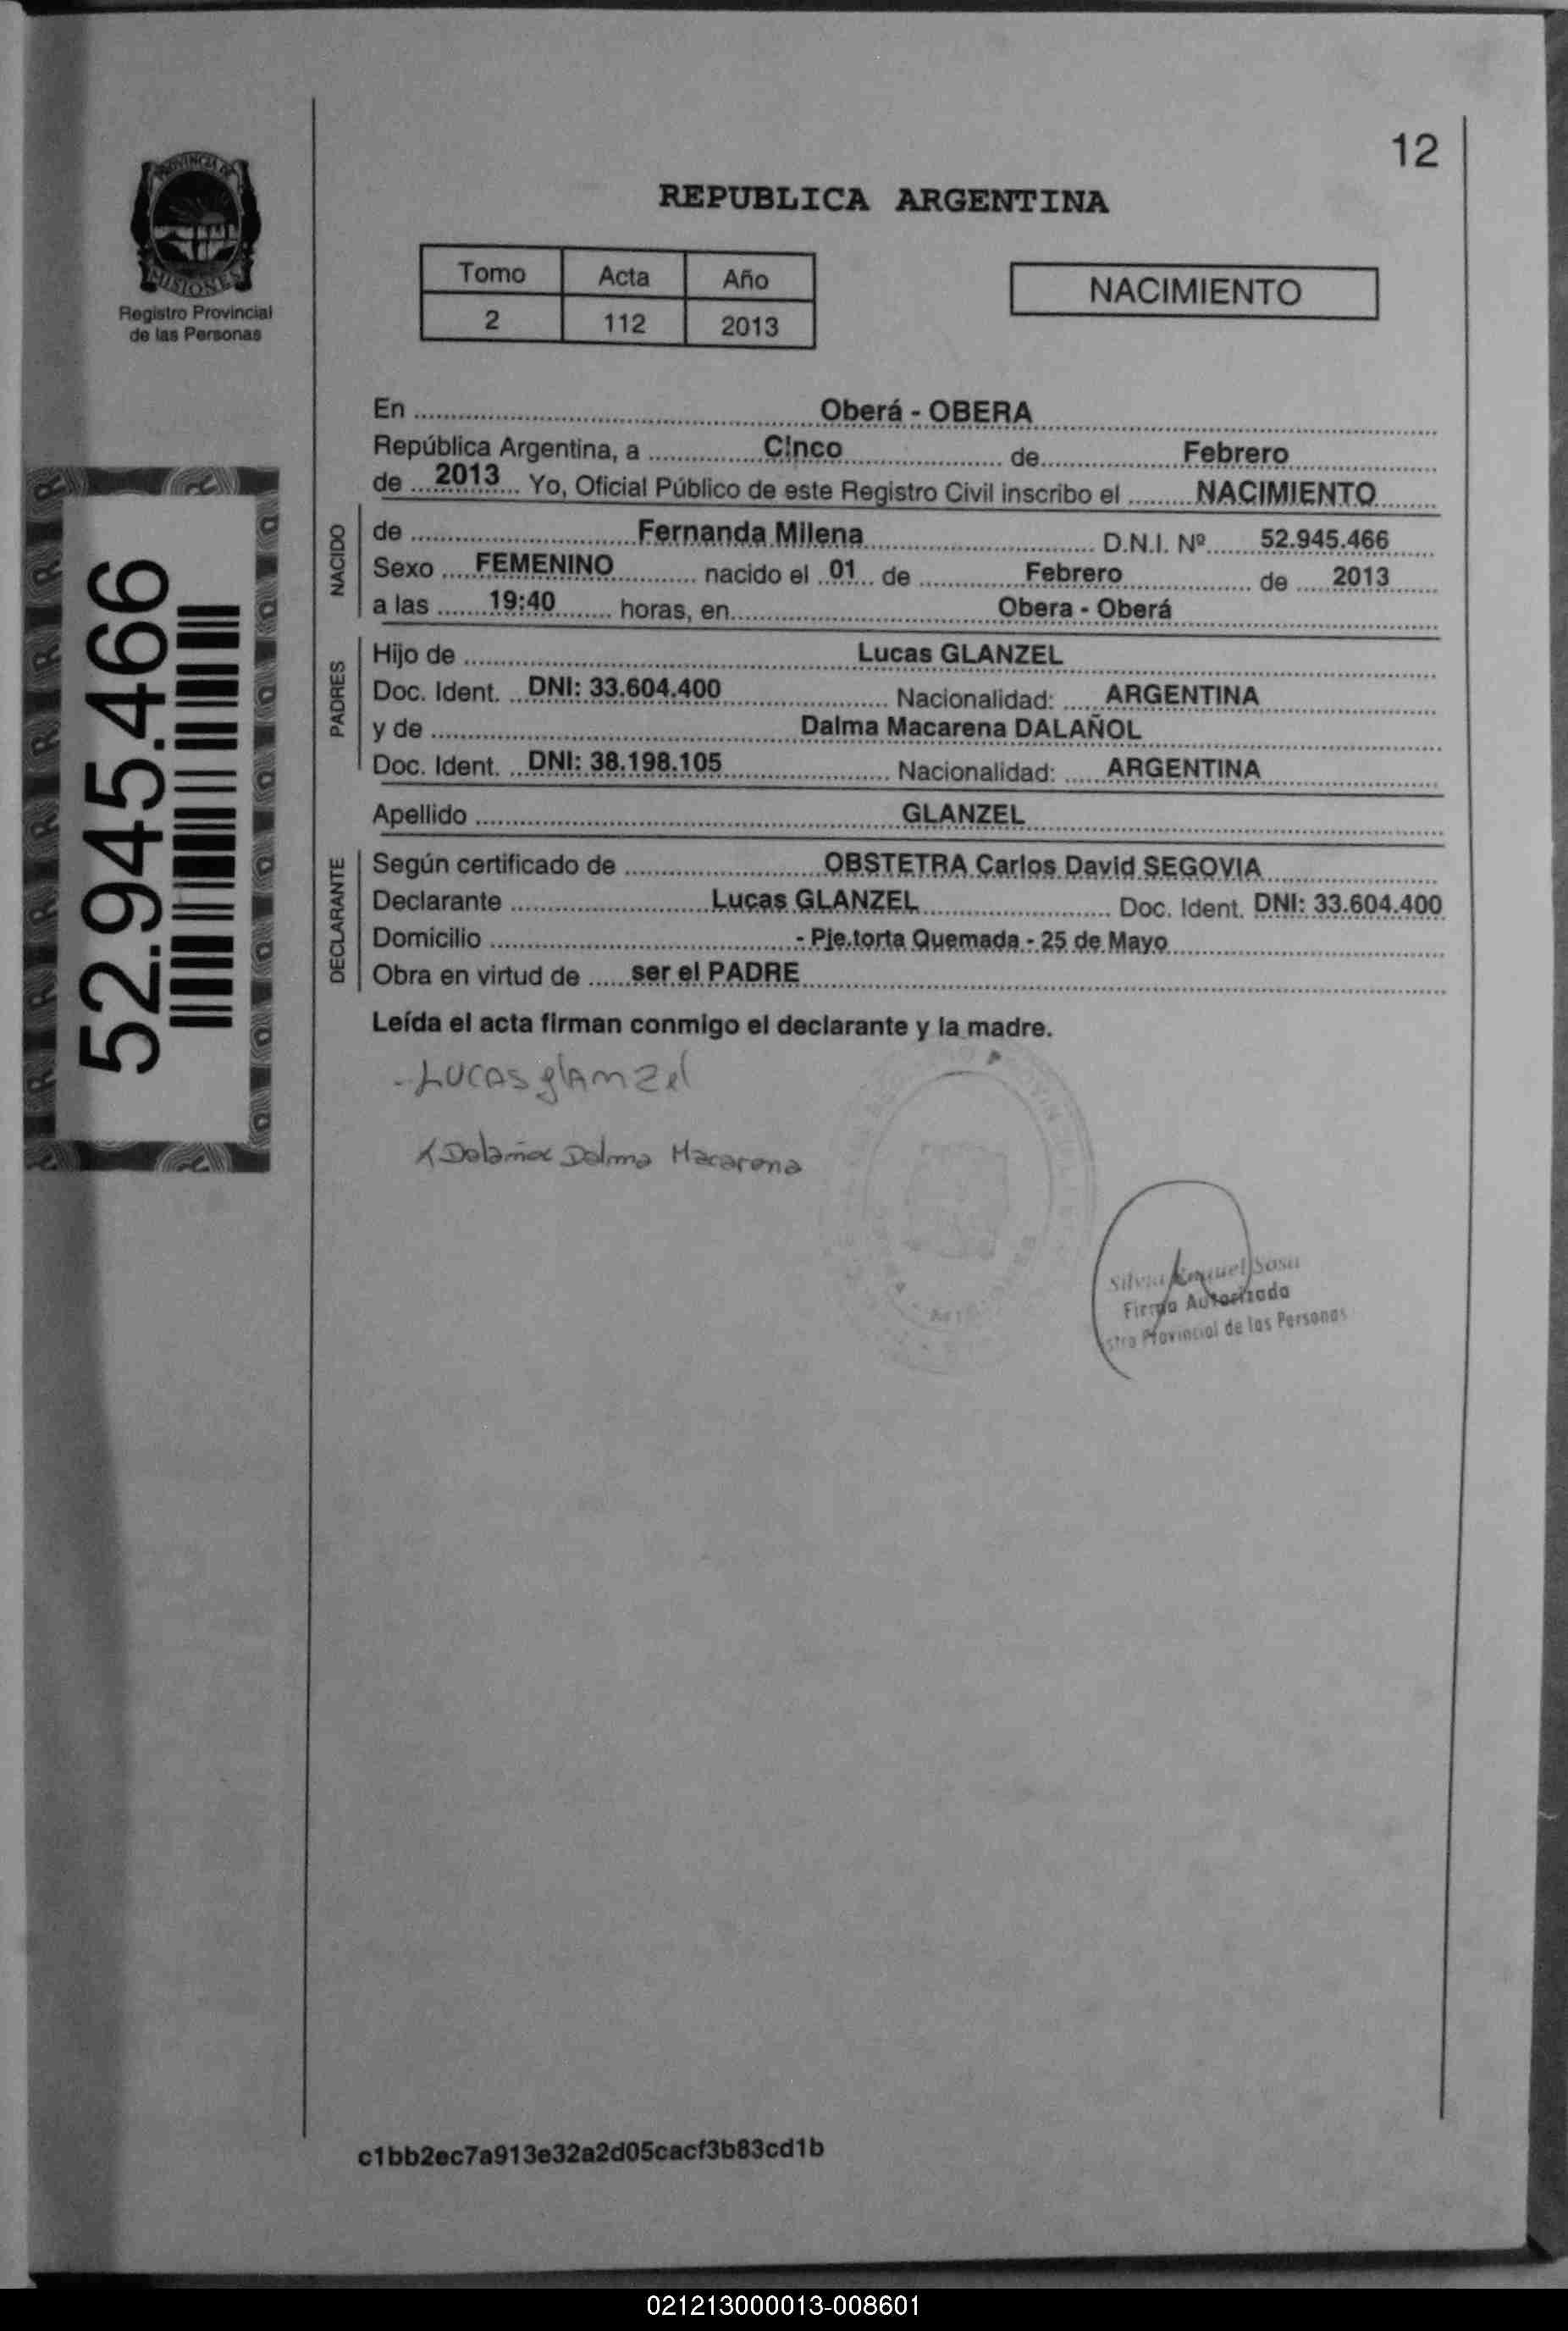 12
PROVINCIA DE
MISIONES
Registro Provincial
de las Personas
REPUBLICA ARGENTINA
Tomo Acta Año
2 112 2013
NACIMIENTO
52.945.466
En Oberá - OBERA
República Argentina, a Cinco de Febrero
de 2013 Yo, Oficial Público de este Registro Civil inscribo el NACIMIENTO
NACIDO
de Fernanda Milena D.N.I. Nº 52.945.466
Sexo FEMENINO nacido el 01 de Febrero de 2013
a las 19:40 horas, en Obera - Oberá
PADRES
Hijo de Lucas GLANZEL
Doc. Ident. DNI: 33.604.400 Nacionalidad: ARGENTINA
y de Dalma Macarena DALAÑOL
Doc. Ident. DNI: 38.198.105 Nacionalidad: ARGENTINA
Apellido GLANZEL
DECLARANTE
Según certificado de OBSTETRA Carlos David SEGOVIA
Declarante Lucas GLANZEL Doc. Ident. DNI: 33.604.400
Domicilio - Pje.torta Quemada - 25 de Mayo
Obra en virtud de ser el PADRE
Leída el acta firman conmigo el declarante y la madre.
- Lucas glAnzel
Dalma Macarena
Sosa
Firma Autorizada
Provincial de las Personas
c1bb2ec7a913e32a2d05cacf3b83cd1b
021213000013-008601